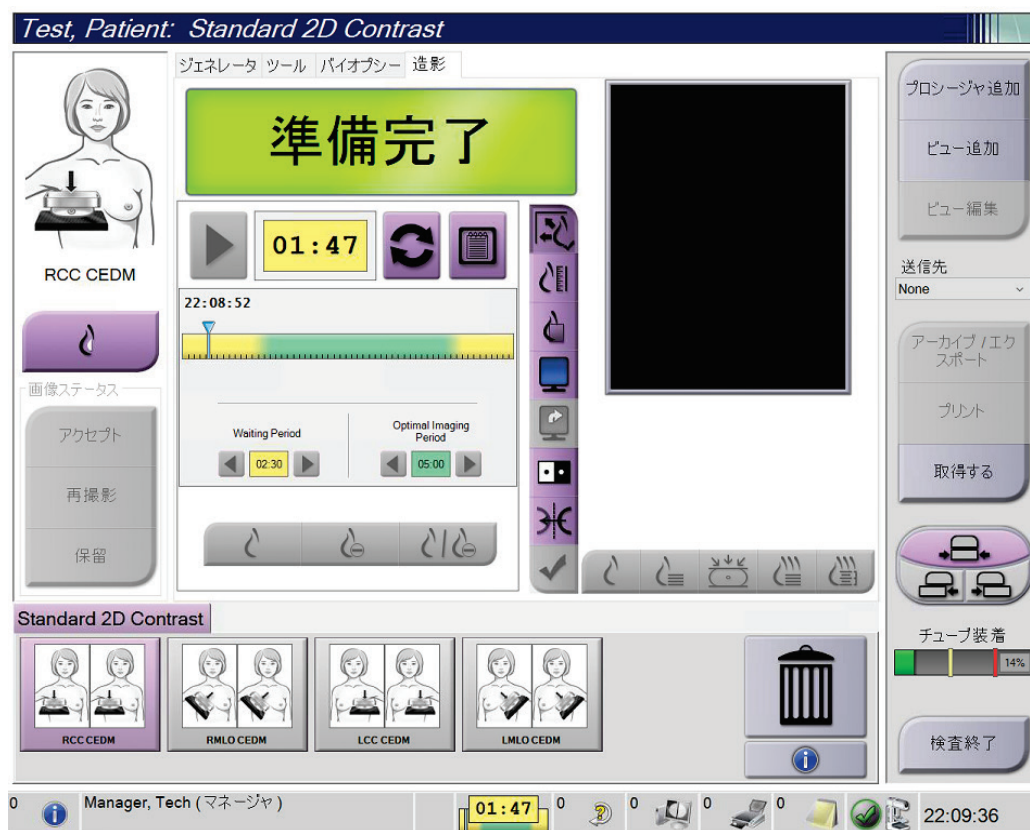 Test, Patient: Standard 2D Contrast
ジェネレータ ツール バイオプシー 造影
準備完了
RCC CEDM
01:47
22:08:52
Waiting Period
02:30
Optimal Imaging
Period
05:00
画像ステータス
アクセプト
再撮影
保留
プロシージャ追加
ビュー追加
ビュー編集
送信先
None
アーカイブ / エク
スポート
プリント
取得する
チューブ装着
14%
検査終了
Standard 2D Contrast
RCC CEDM
RMLO CEDM
LCC CEDM
LMLO CEDM
0
Manager, Tech ( マネージャ )
01:47
0
0
0
0
22:09:36